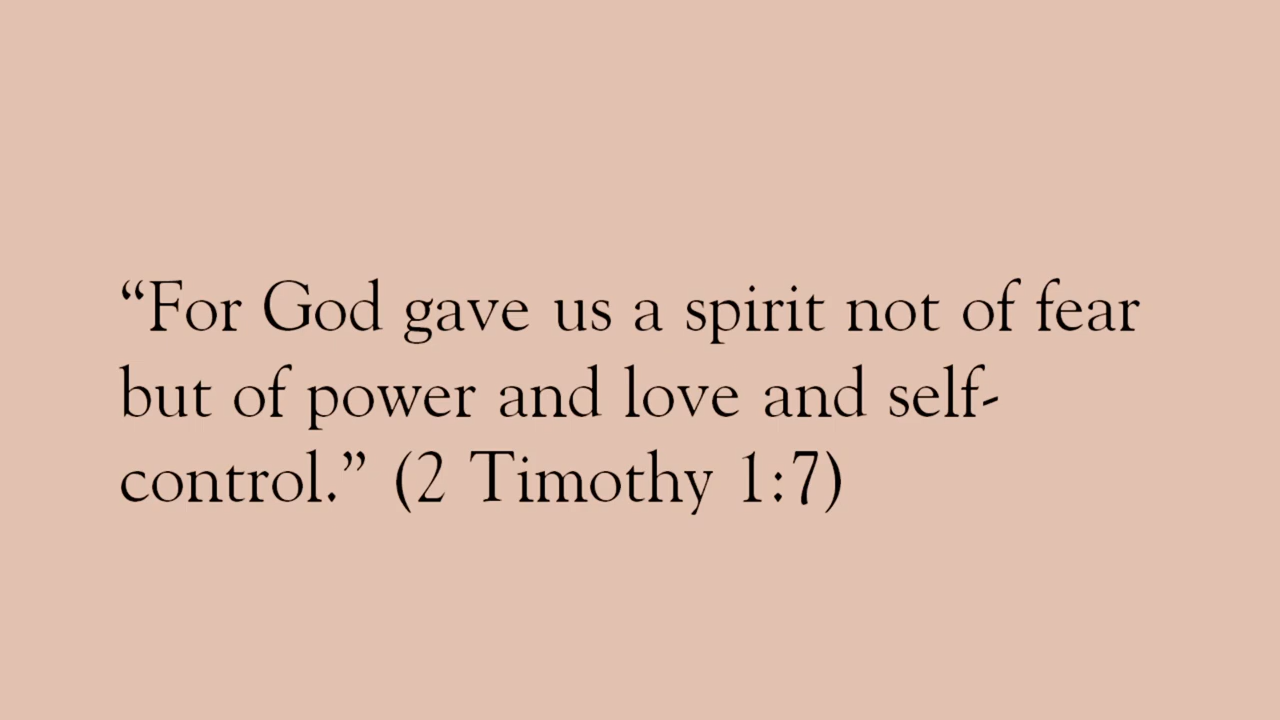 “For God gave us a spirit not of fear
but of power and love and self-
control.” (2 Timothy 1:7)